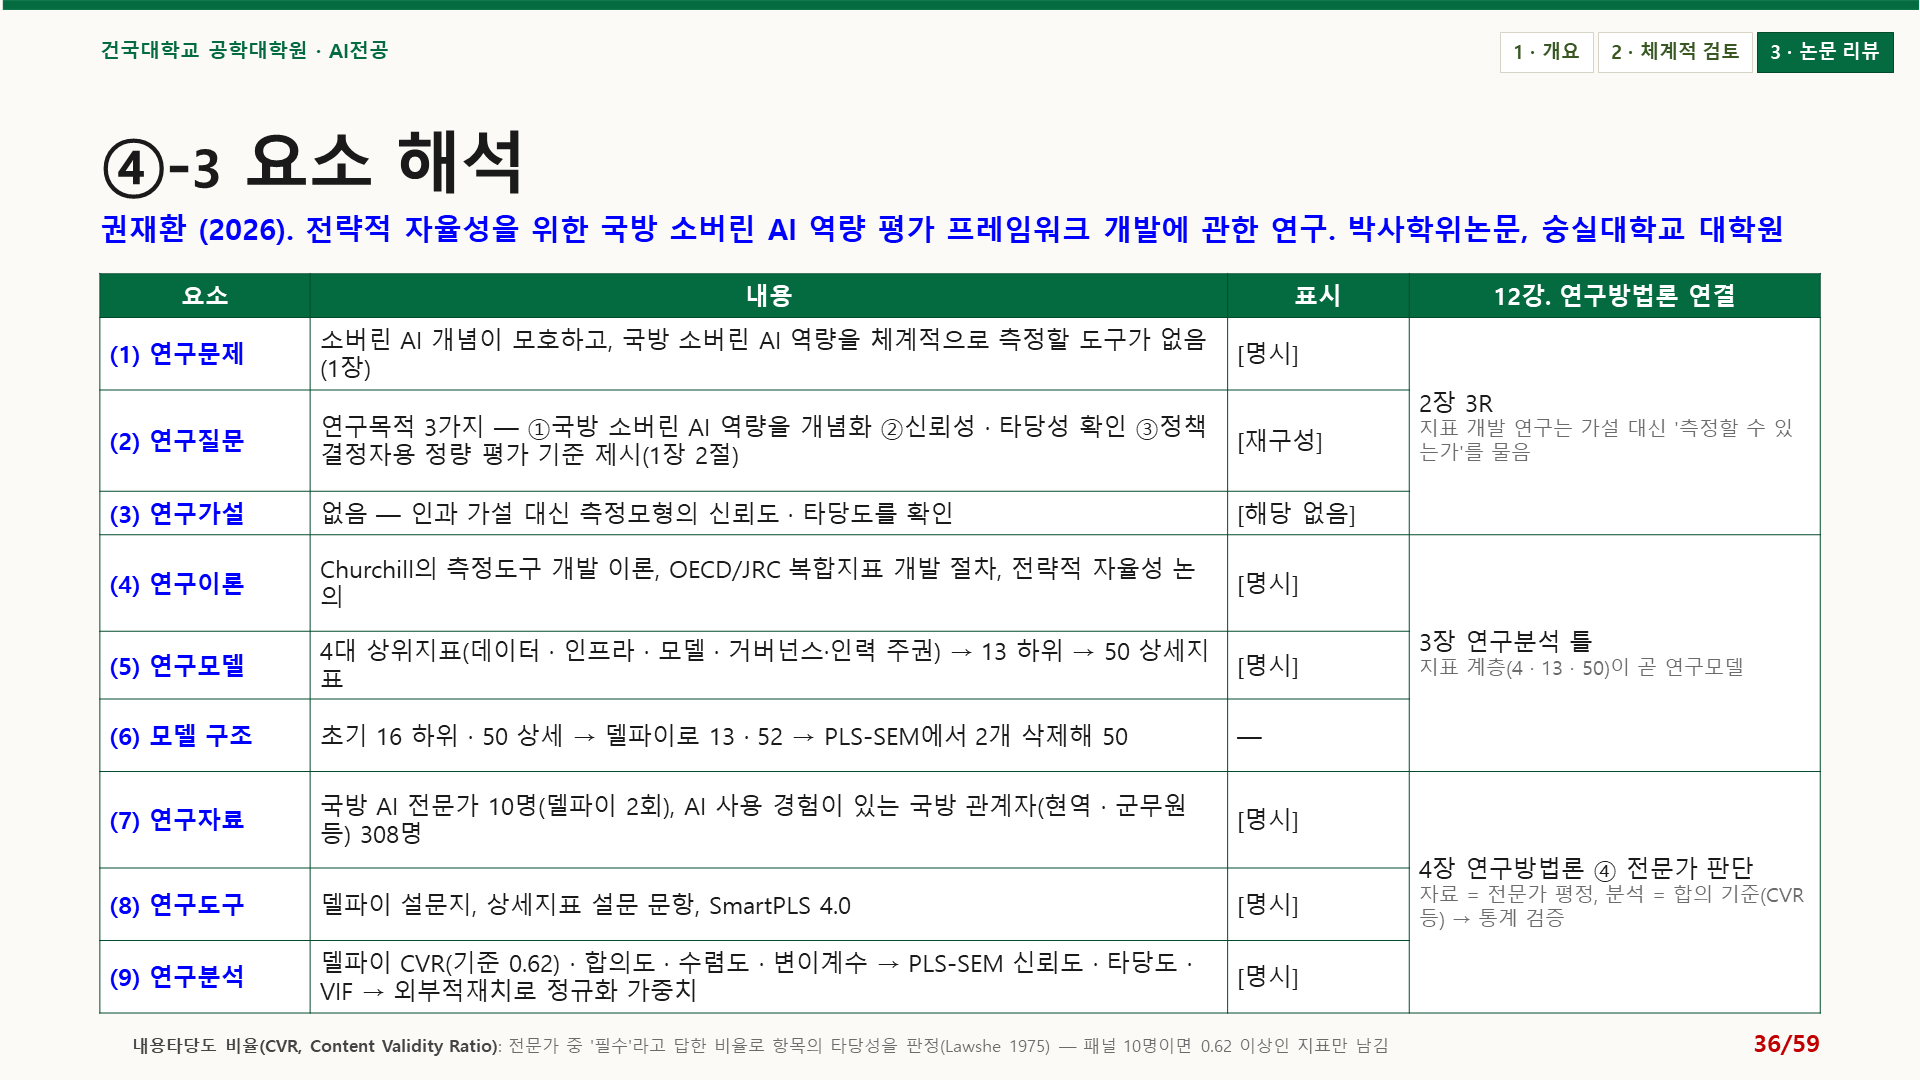 건국대학교 공학대학원 · AI전공
1 · 개요
2 · 체계적 검토
3 · 논문 리뷰
④-3 요소 해석
권재환 (2026). 전략적 자율성을 위한 국방 소버린 AI 역량 평가 프레임워크 개발에 관한 연구. 박사학위논문, 숭실대학교 대학원
요소
내용
표시
12강. 연구방법론 연결
(1) 연구문제
소버린 AI 개념이 모호하고, 국방 소버린 AI 역량을 체계적으로 측정할 도구가 없음
(1장)
[명시]
2장 3R
지표 개발 연구는 가설 대신 '측정할 수 있
는가'를 물음
(2) 연구질문
연구목적 3가지 — ①국방 소버린 AI 역량을 개념화 ②신뢰성 · 타당성 확인 ③정책
결정자용 정량 평가 기준 제시(1장 2절)
[재구성]
(3) 연구가설
없음 — 인과 가설 대신 측정모형의 신뢰도 · 타당도를 확인
[해당 없음]
(4) 연구이론
Churchill의 측정도구 개발 이론, OECD/JRC 복합지표 개발 절차, 전략적 자율성 논
의
[명시]
3장 연구분석 틀
지표 계층(4 · 13 · 50)이 곧 연구모델
(5) 연구모델
4대 상위지표(데이터 · 인프라 · 모델 · 거버넌스·인력 주권) → 13 하위 → 50 상세지
표
[명시]
(6) 모델 구조
초기 16 하위 · 50 상세 → 델파이로 13 · 52 → PLS-SEM에서 2개 삭제해 50
—
(7) 연구자료
국방 AI 전문가 10명(델파이 2회), AI 사용 경험이 있는 국방 관계자(현역 · 군무원
등) 308명
[명시]
4장 연구방법론 ④ 전문가 판단
자료 = 전문가 평정, 분석 = 합의 기준(CVR
등) → 통계 검증
(8) 연구도구
델파이 설문지, 상세지표 설문 문항, SmartPLS 4.0
[명시]
(9) 연구분석
델파이 CVR(기준 0.62) · 합의도 · 수렴도 · 변이계수 → PLS-SEM 신뢰도 · 타당도 ·
VIF → 외부적재치로 정규화 가중치
[명시]
내용타당도 비율(CVR, Content Validity Ratio): 전문가 중 '필수'라고 답한 비율로 항목의 타당성을 판정(Lawshe 1975) — 패널 10명이면 0.62 이상인 지표만 남김
36/59